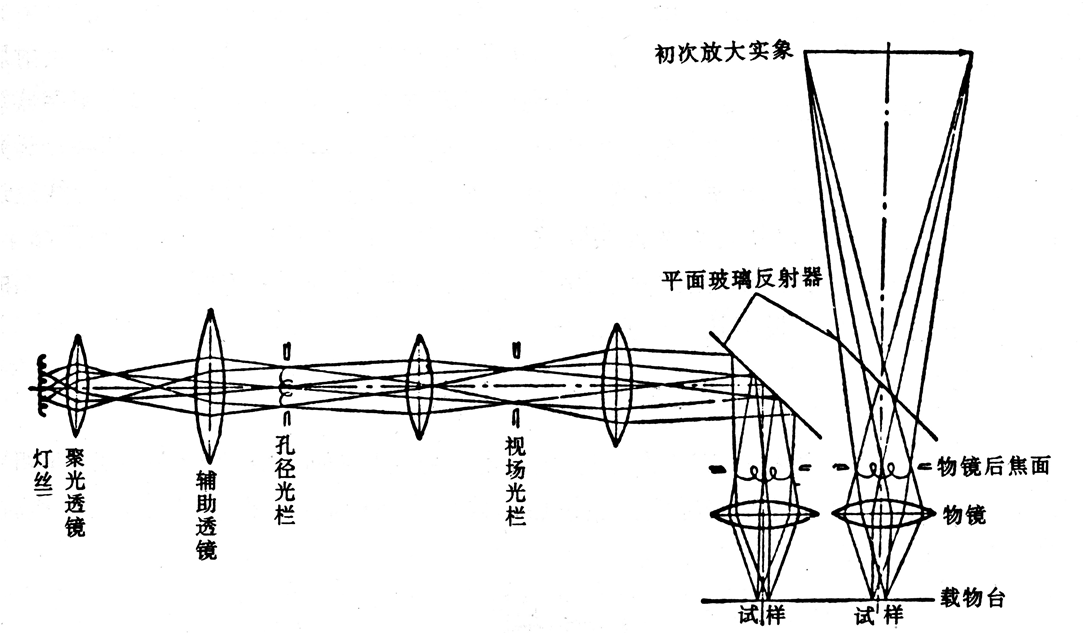 初次放大实象
平面玻璃反射器
灯丝
聚光透镜
辅助透镜
孔径光栏
视场光栏
物镜后焦面
物镜
载物台
试样
试样